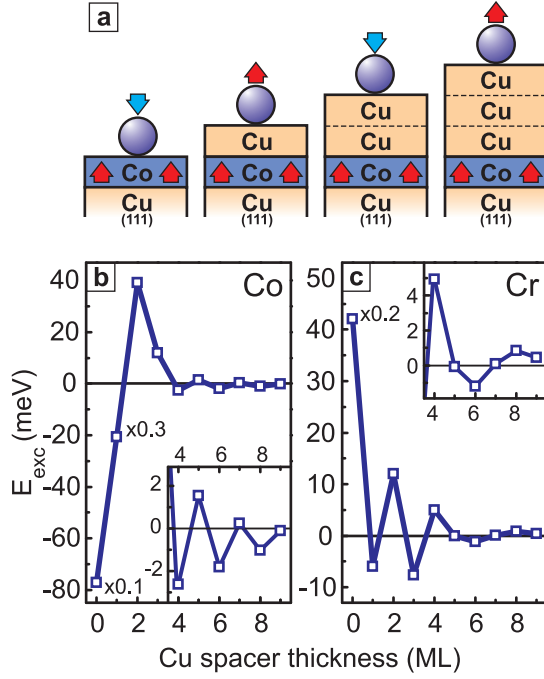 a
Cu
Cu
Cu
Cu
Cu
Cu
Co
Co
Co
Co
Cu
(111)
Cu
(111)
Cu
(111)
Cu
(111)
b
Co
c
Cr
E_exc (meV)
40
20
0
-20
-40
-60
-80
x0.3
x0.1
4 6 8
2
0
-2
0 2 4 6 8
50
40
30
20
10
0
-10
x0.2
4
2
0
4 6 8
0 2 4 6 8
Cu spacer thickness (ML)